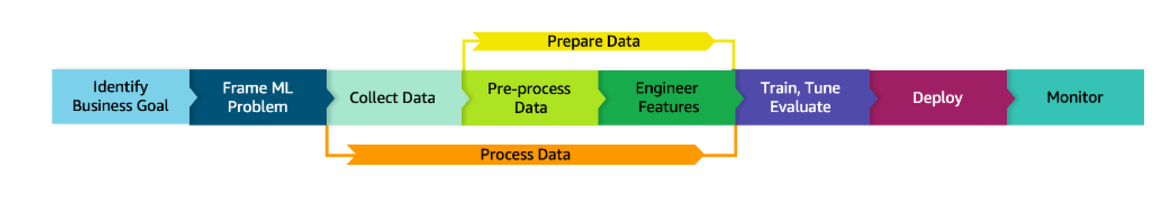 Prepare Data
Identify
Business Goal
Frame ML
Problem
Collect Data
Pre-process
Data
Engineer
Features
Train, Tune
Evaluate
Deploy
Monitor
Process Data